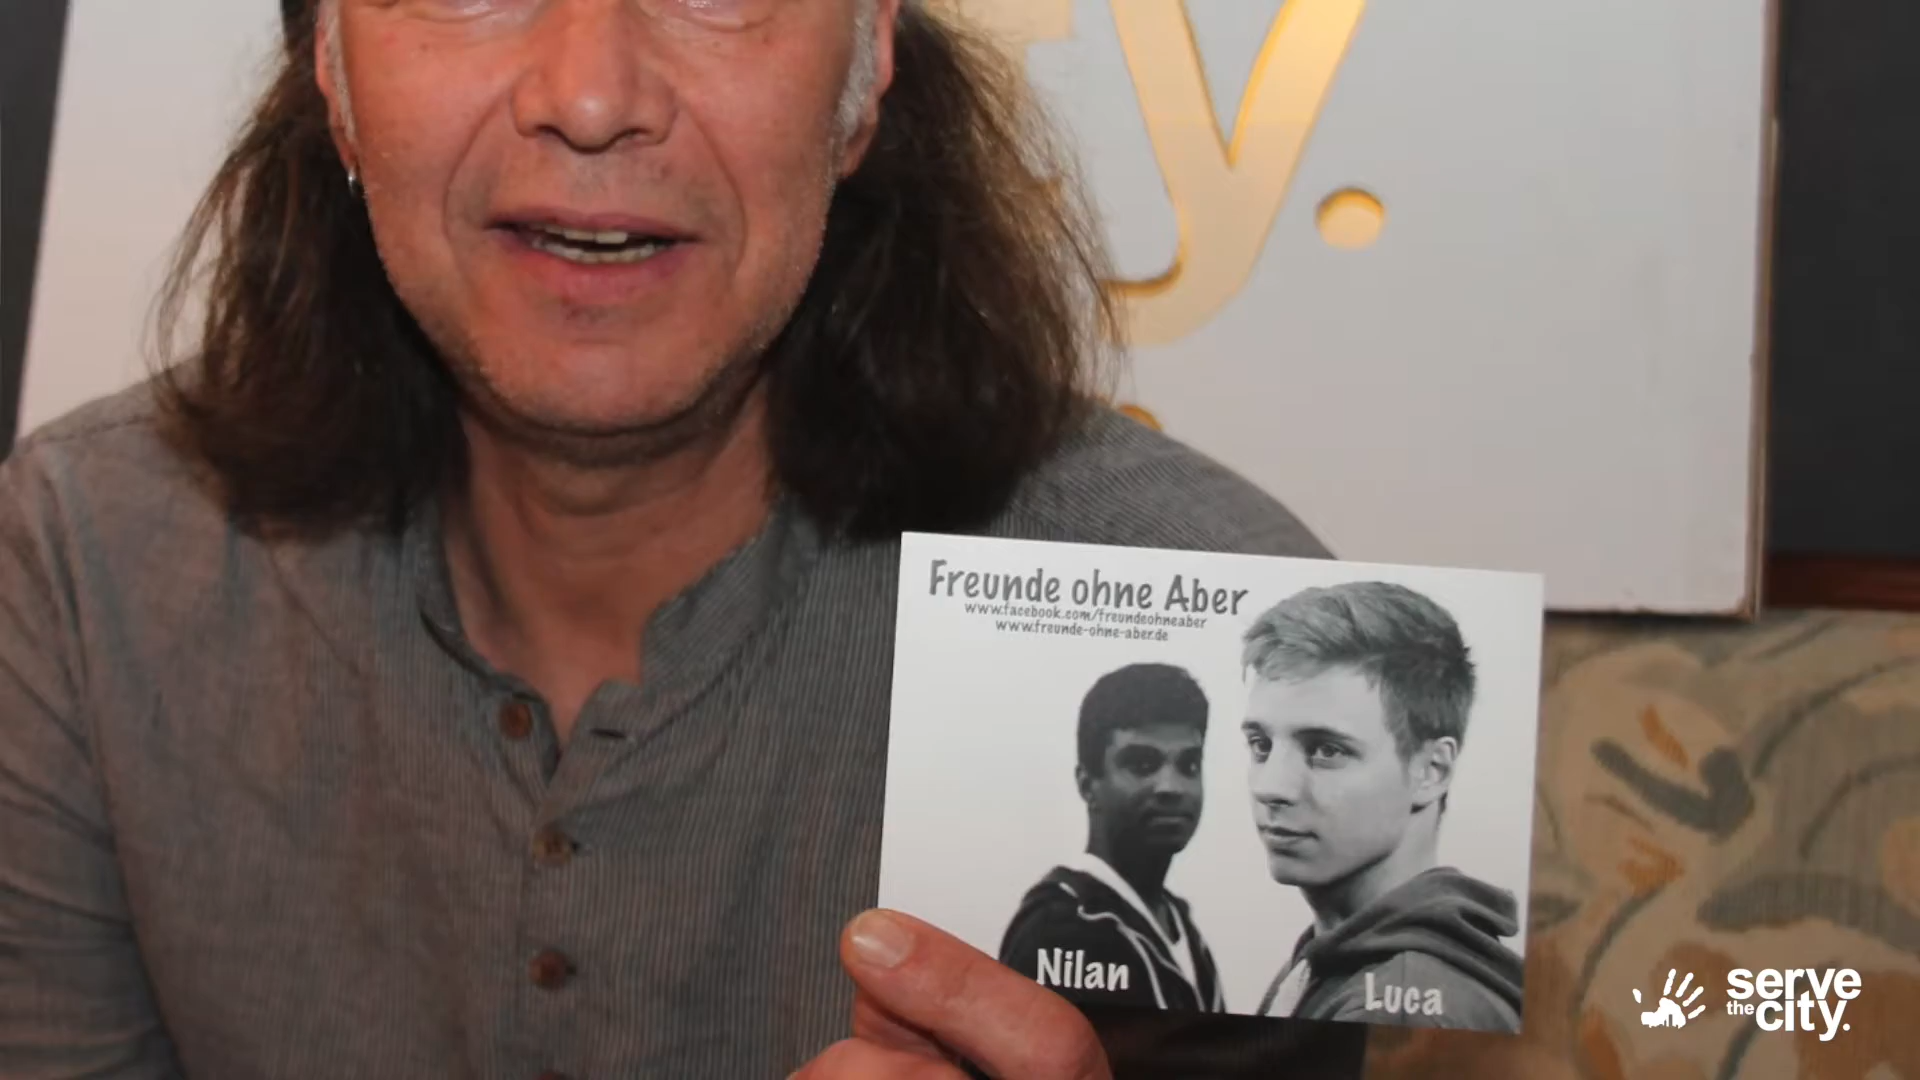 y.
Freunde ohne Aber
www.facebook.com/freundeohneaber
www.freunde-ohne-aber.de
Nilan
Luca
serve
the city.